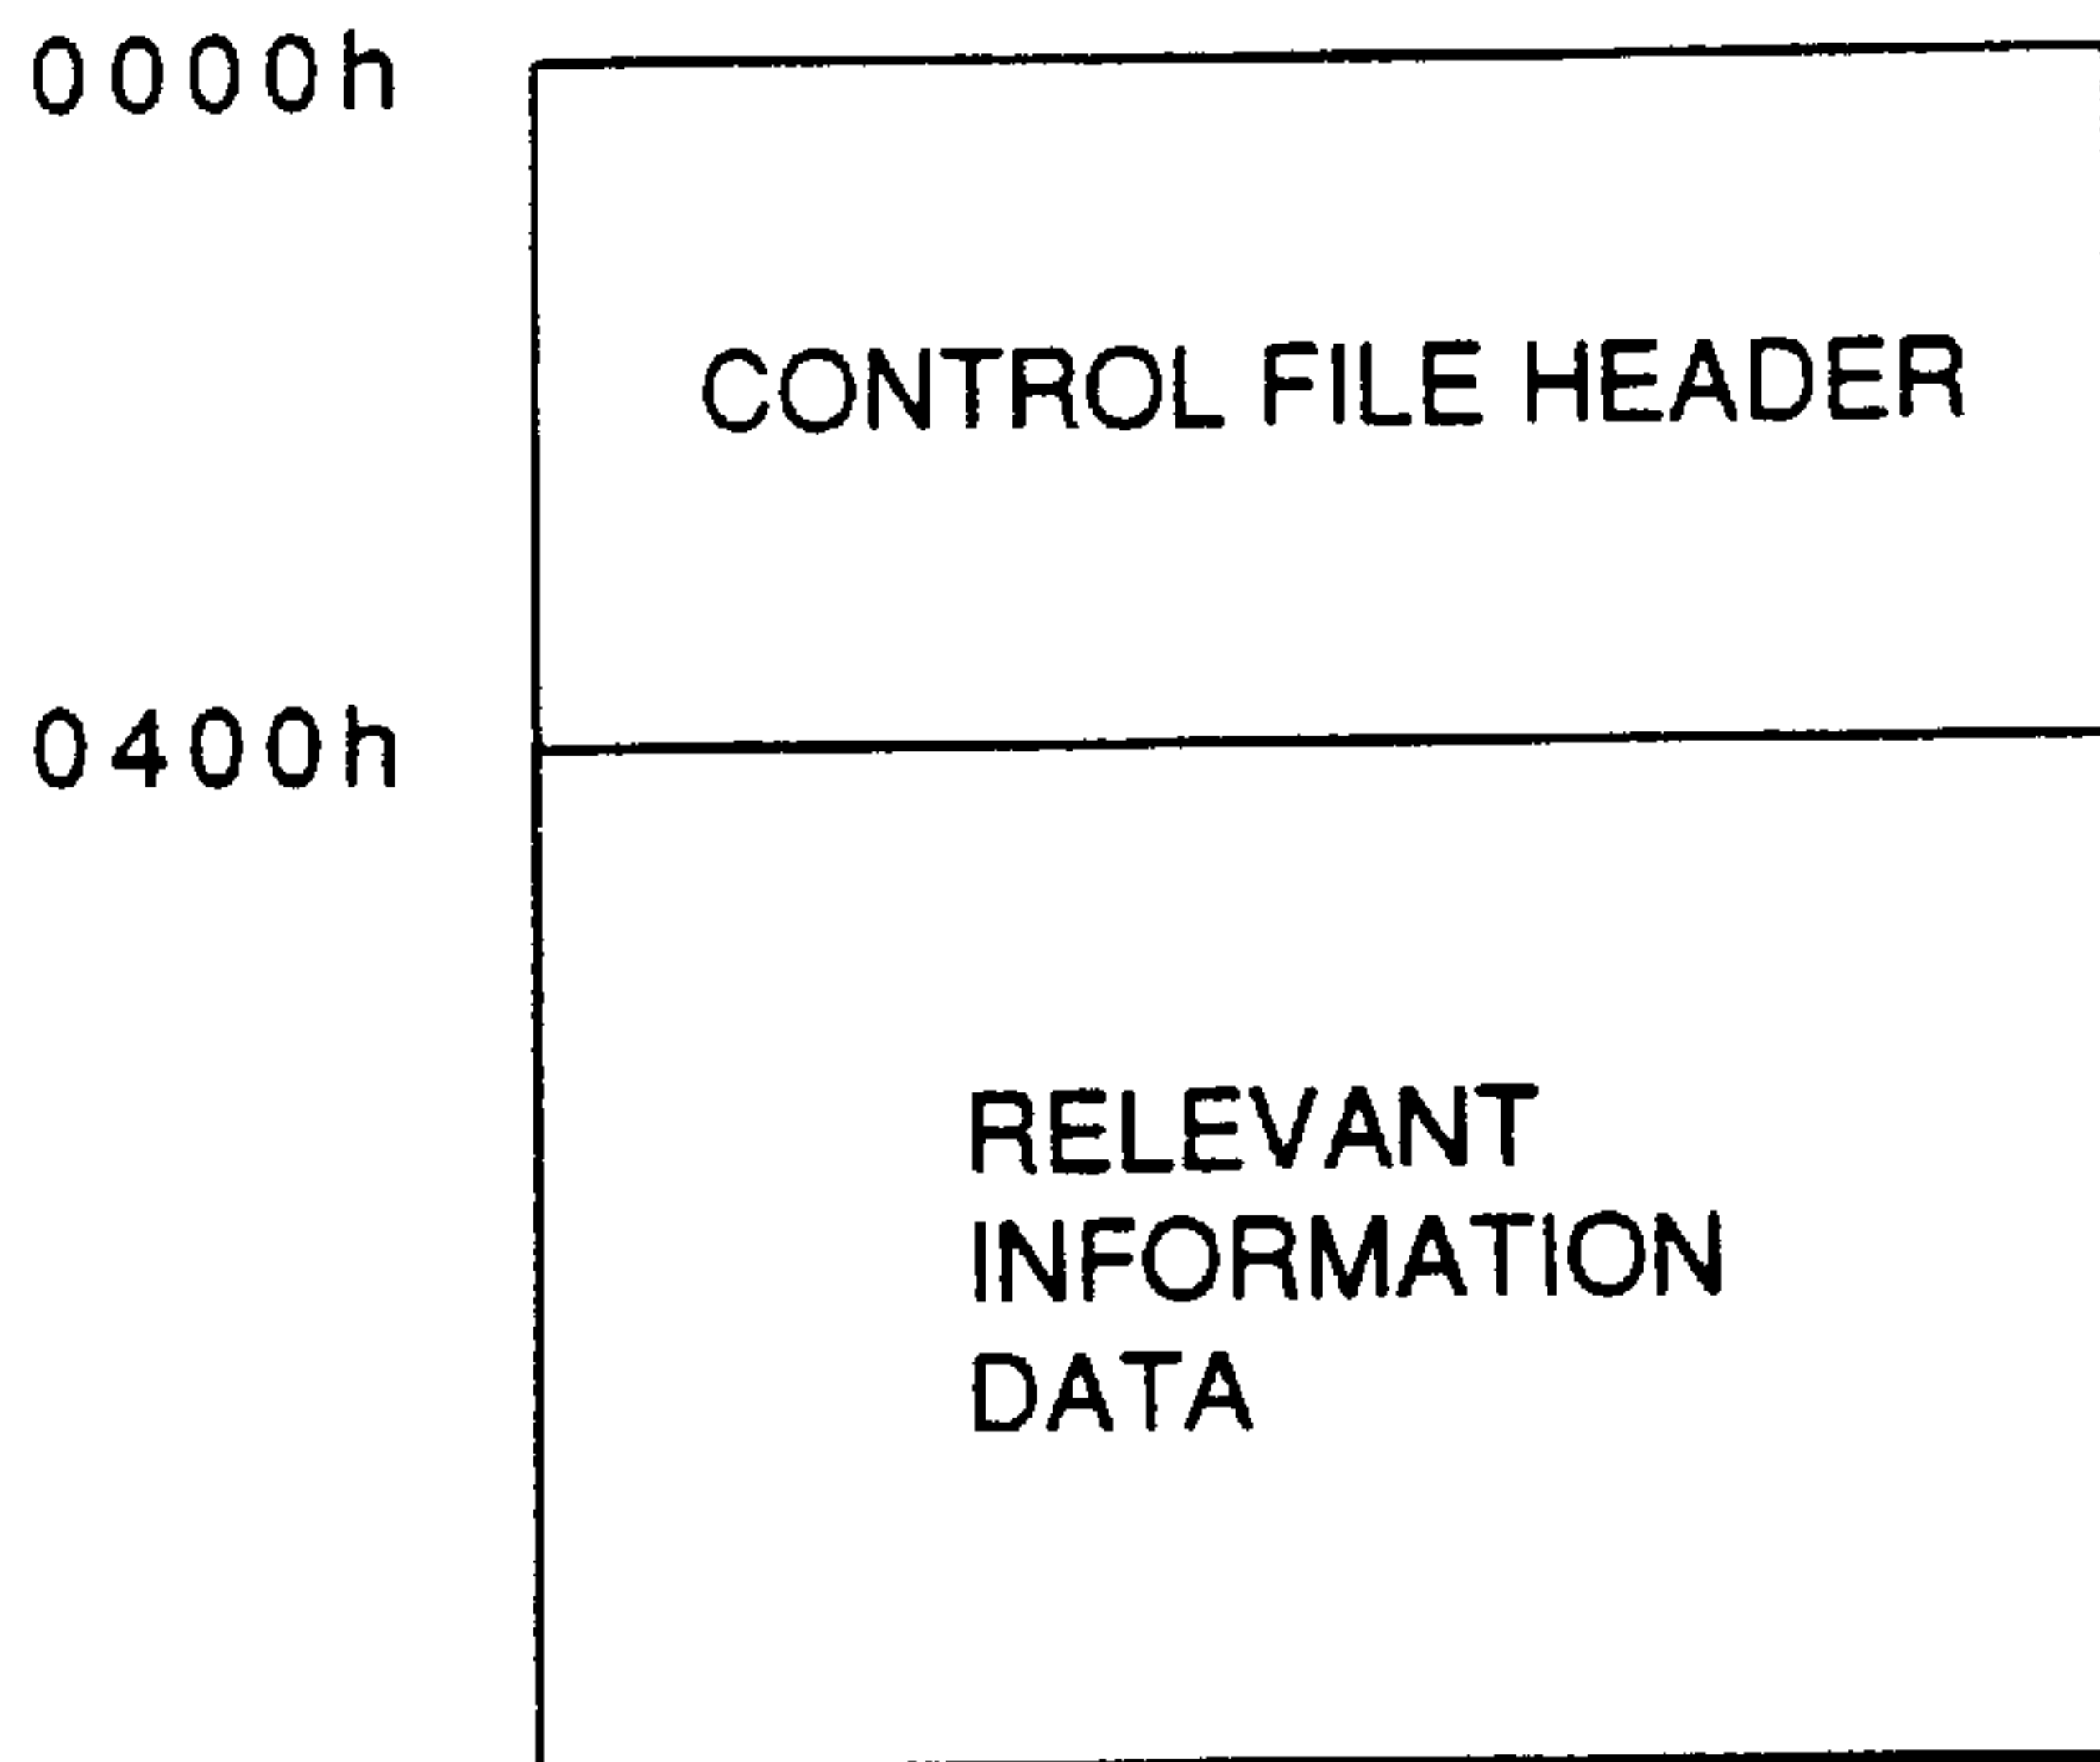 0000h
CONTROL FILE HEADER
0400h
RELEVANT
INFORMATION
DATA